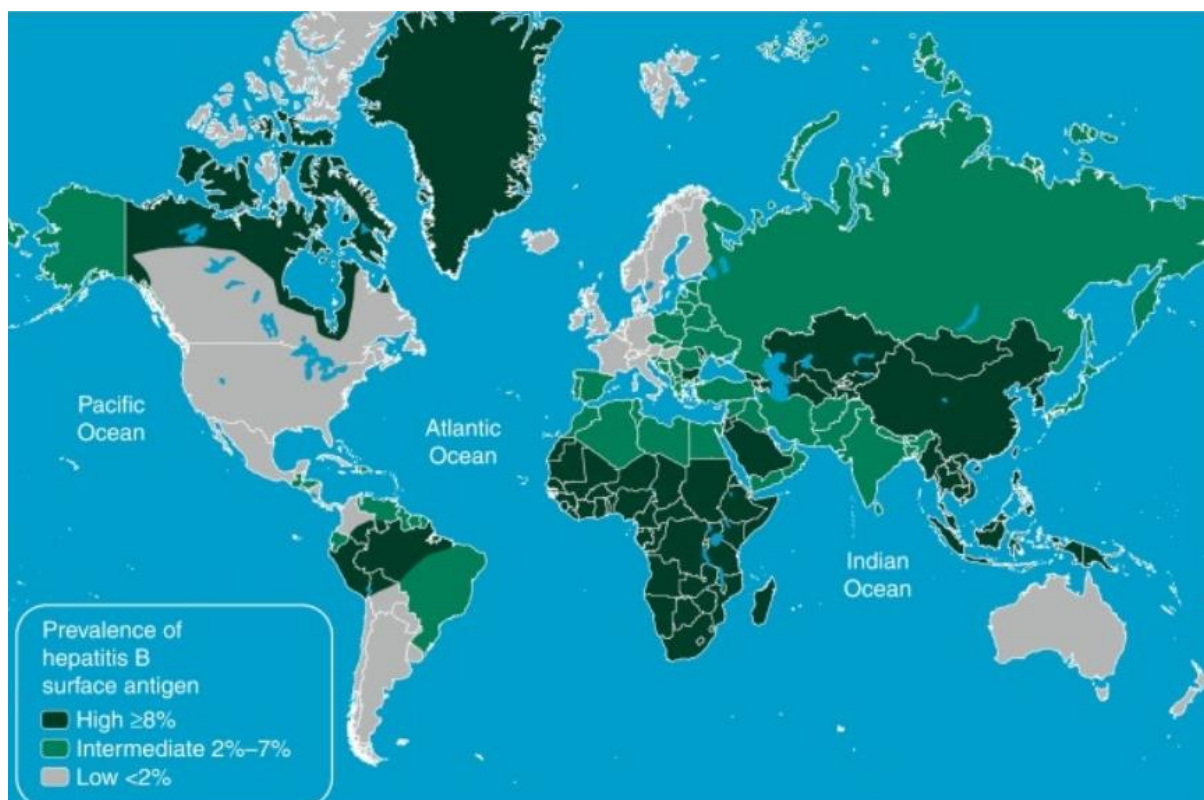 Pacific
Ocean
Atlantic
Ocean
Indian
Ocean
Prevalence of
hepatitis B
surface antigen
High ≥8%
Intermediate 2%–7%
Low <2%